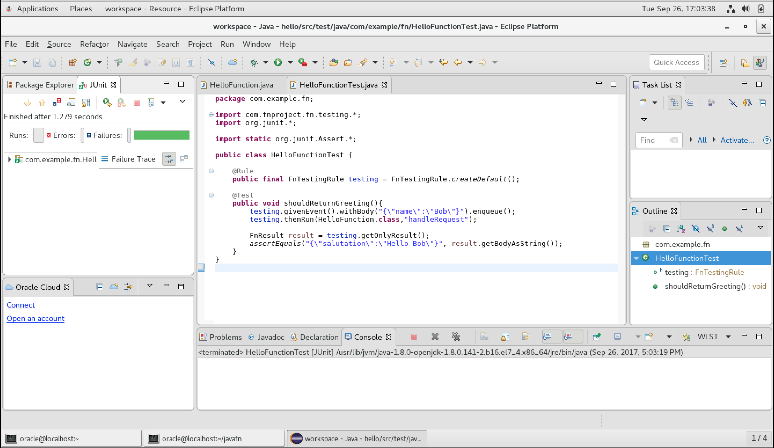 Applications Places workspace - Resource - Eclipse Platform Tue Sep 26, 17:03:38
workspace - Java - hello/src/test/java/com/example/fn/HelloFunctionTest.java - Eclipse Platform
File Edit Source Refactor Navigate Search Project Run Window Help
Quick Access
Package Explorer JUnit
Finished after 1.279 seconds
Runs: Errors: Failures:
com.example.fn.Hell Failure Trace
Oracle Cloud
Connect
Open an account
HelloFunction.java HelloFunctionTest.java
package com.example.fn;
import com.fnproject.fn.testing.*;
import org.junit.*;
import static org.junit.Assert.*;
public class HelloFunctionTest {
@Rule
public final FnTestingRule testing = FnTestingRule.createDefault();
@Test
public void shouldReturnGreeting(){
testing.givenEvent().withBody("{\"name\":\"Bob\"}").enqueue();
testing.thenRun(HelloFunction.class,"handleRequest");
FnResult result = testing.getOnlyResult();
assertEquals("{\"salutation\":\"Hello Bob\"}", result.getBodyAsString());
}
}
Task List
Find All Activate...
Outline
com.example.fn
HelloFunctionTest
testing : FnTestingRule
shouldReturnGreeting() : void
Problems Javadoc Declaration Console WLST
<terminated> HelloFunctionTest [JUnit] /usr/lib/jvm/java-1.8.0-openjdk-1.8.0.141-2.b16.el7_4.x86_64/jre/bin/java (Sep 26, 2017, 5:03:19 PM)
oracle@localhost:~ oracle@localhost:~/javafn workspace - Java - hello/src/test/jav... 1 / 4